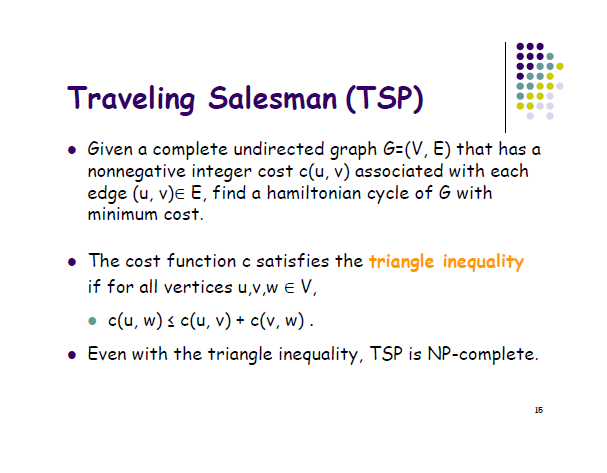 Traveling Salesman (TSP)
Given a complete undirected graph G=(V, E) that has a
nonnegative integer cost c(u, v) associated with each
edge (u, v)∈ E, find a hamiltonian cycle of G with
minimum cost.
The cost function c satisfies the triangle inequality
if for all vertices u,v,w ∈ V,
c(u, w) ≤ c(u, v) + c(v, w) .
Even with the triangle inequality, TSP is NP-complete.
15